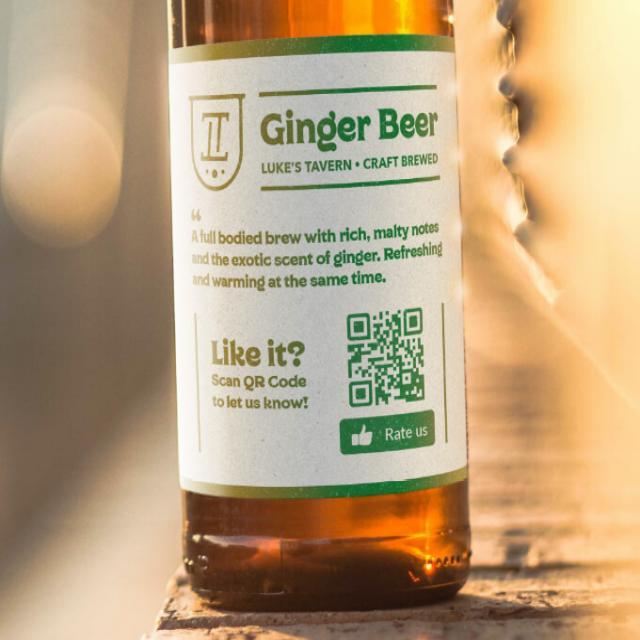 Ginger Beer
LUKE'S TAVERN • CRAFT BREWED
“
A full bodied brew with rich, malty notes
and the exotic scent of ginger. Refreshing
and warming at the same time.
Like it?
Scan QR Code
to let us know!
Rate us